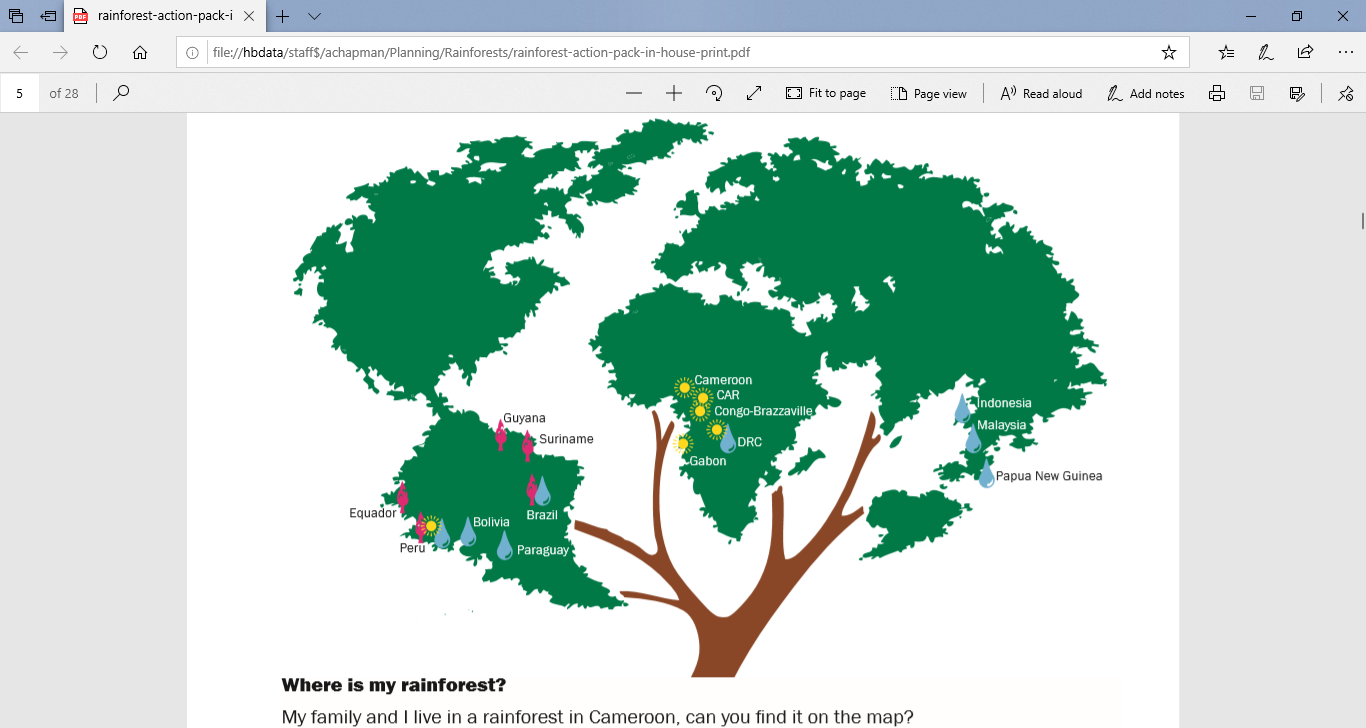 rainforest-action-pack-i
file://hbdata/staff$/achapman/Planning/Rainforests/rainforest-action-pack-in-house-print.pdf
5 of 28 Fit to page Page view Read aloud Add notes
Cameroon
CAR
Congo-Brazzaville
DRC
Gabon
Guyana
Suriname
Equador
Brazil
Bolivia
Peru
Paraguay
Indonesia
Malaysia
Papua New Guinea
Where is my rainforest?
My family and I live in a rainforest in Cameroon, can you find it on the map?